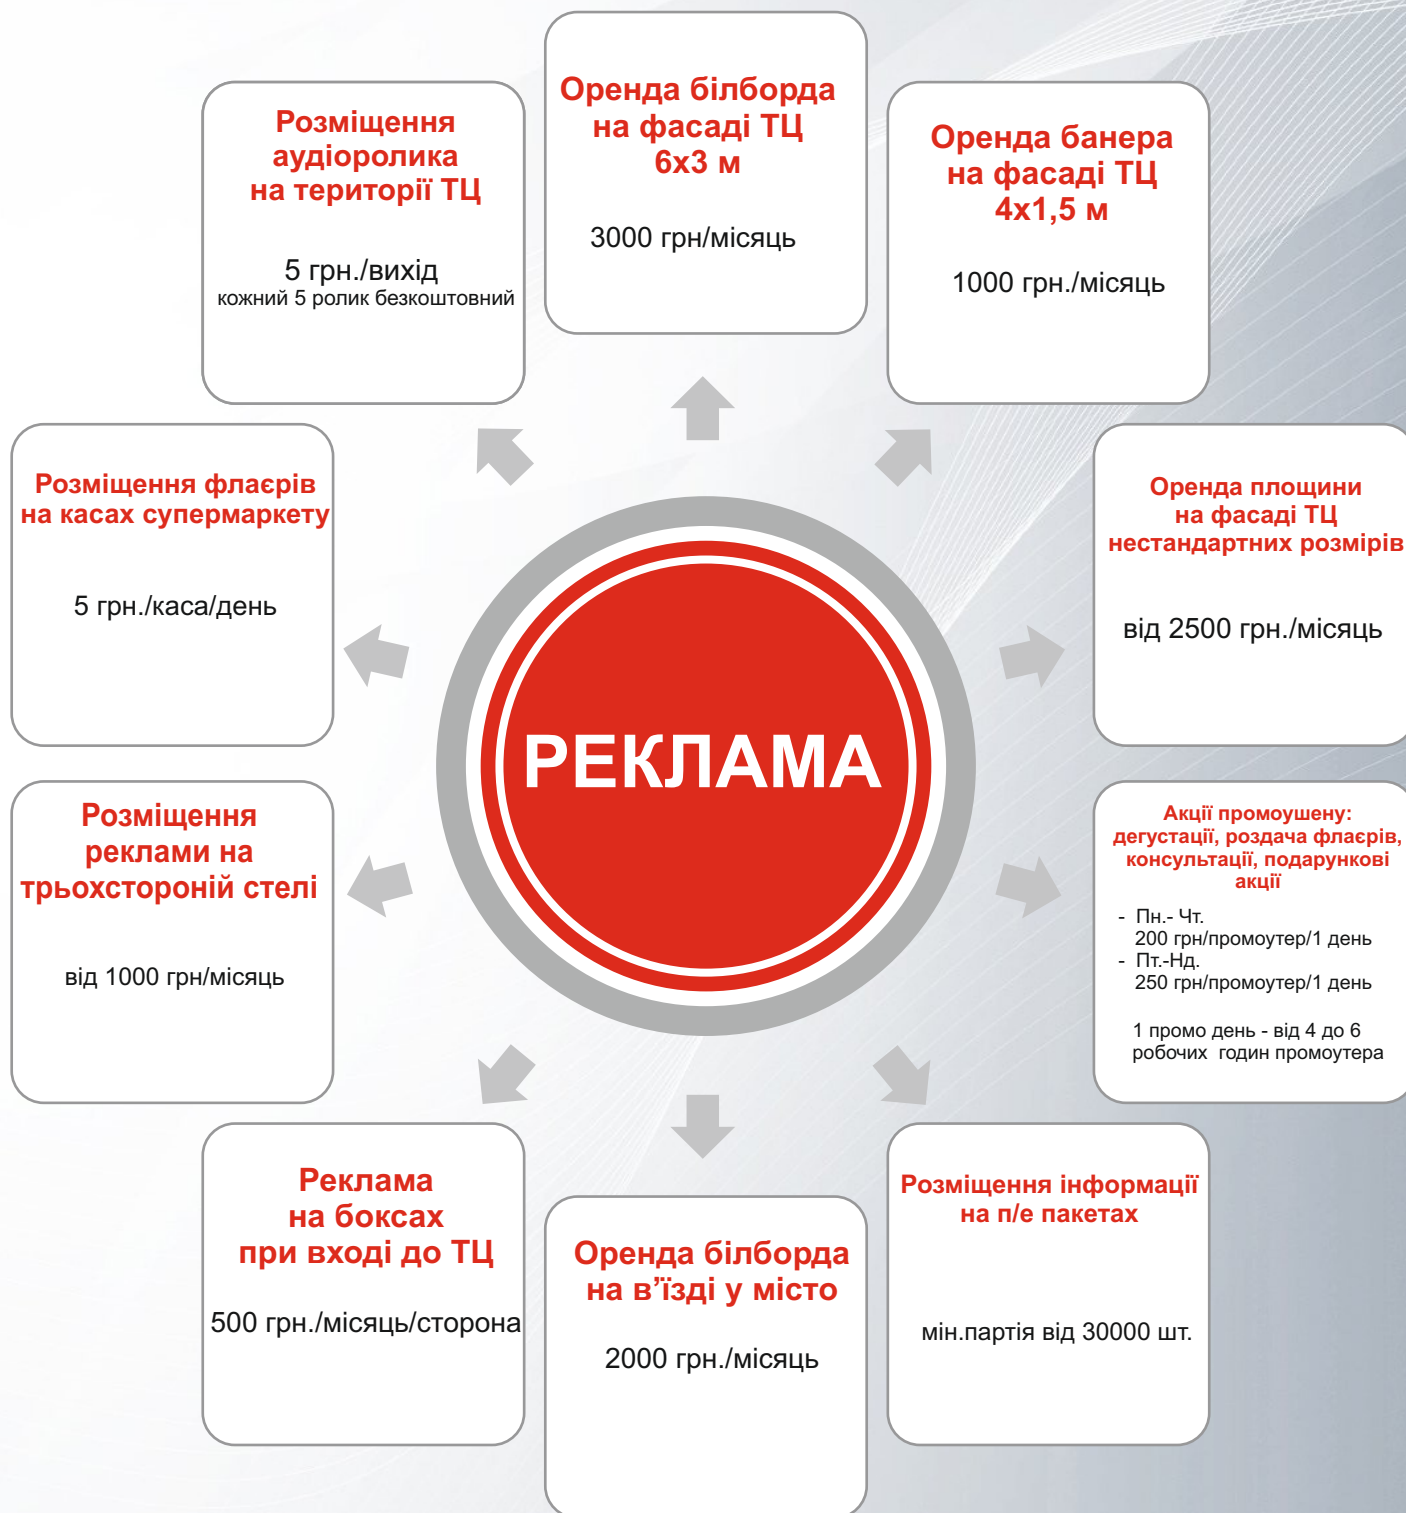 Оренда білборда
на фасаді ТЦ
6х3 м
3000 грн/місяць
Розміщення
аудіоролика
на території ТЦ
5 грн./вихід
кожний 5 ролик безкоштовний
Оренда банера
на фасаді ТЦ
4х1,5 м
1000 грн./місяць
Розміщення флаєрів
на касах супермаркету
5 грн./каса/день
Оренда площини
на фасаді ТЦ
нестандартних розмірів
від 2500 грн./місяць
РЕКЛАМА
Розміщення
реклами на
трьохстороній стелі
від 1000 грн/місяць
Акції промоушену:
дегустації, роздача флаєрів,
консультації, подарункові
акції
- Пн.- Чт.
200 грн/промоутер/1 день
- Пт.-Нд.
250 грн/промоутер/1 день
1 промо день - від 4 до 6
робочих годин промоутера
Реклама
на боксах
при вході до ТЦ
500 грн./місяць/сторона
Оренда білборда
на в’їзді у місто
2000 грн./місяць
Розміщення інформації
на п/е пакетах
мін.партія від 30000 шт.